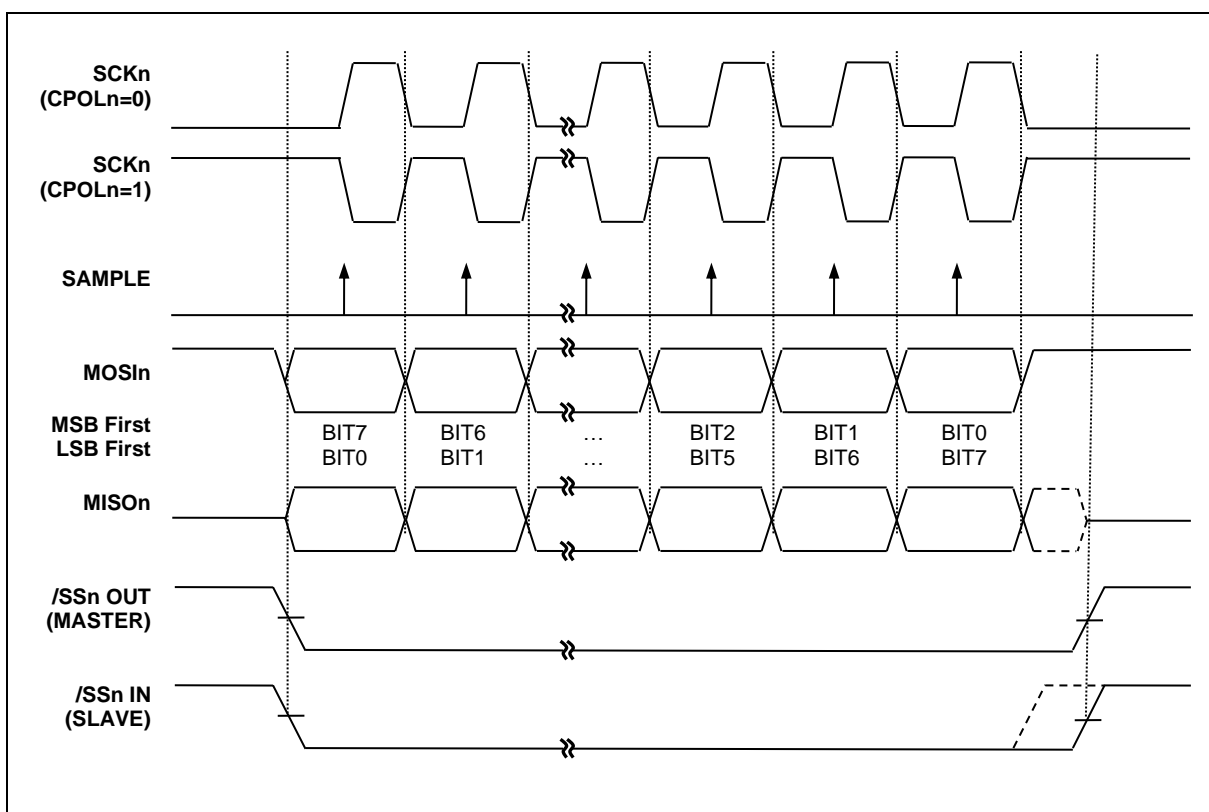 SCKn
(CPOLn=0)
SCKn
(CPOLn=1)
SAMPLE
MOSIn
MSB First
LSB First
BIT7 BIT6 … BIT2 BIT1 BIT0
BIT0 BIT1 … BIT5 BIT6 BIT7
MISOn
/SSn OUT
(MASTER)
/SSn IN
(SLAVE)